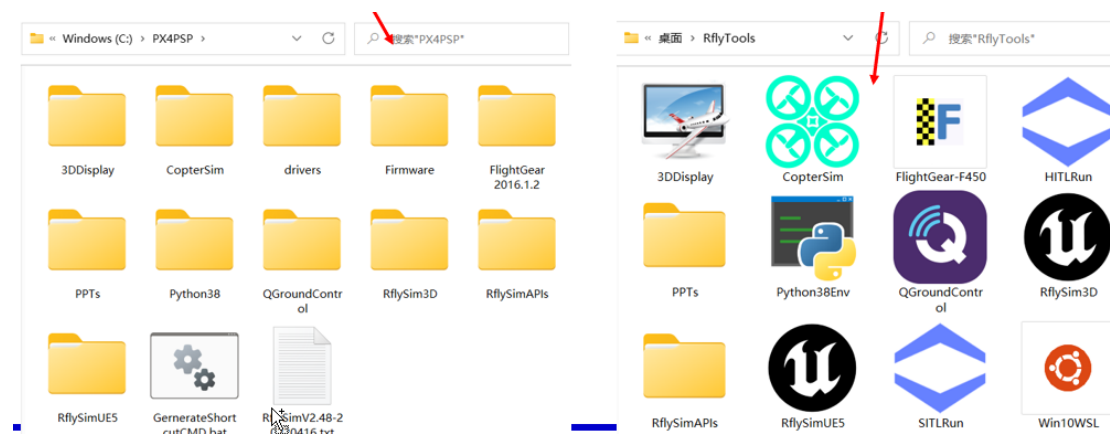 « Windows (C:) › PX4PSP ›
搜索"PX4PSP"
3DDisplay
CopterSim
drivers
Firmware
FlightGear
2016.1.2
PPTs
Python38
QGroundContr
ol
RflySim3D
RflySimAPIs
RflySimUE5
GernerateShort
cutCMD.bat
« 桌面 › RflyTools
搜索"RflyTools"
3DDisplay
CopterSim
FlightGear-F450
HITLRun
PPTs
Python38Env
QGroundContr
ol
RflySim3D
RflySimAPIs
RflySimUE5
SITLRun
Win10WSL